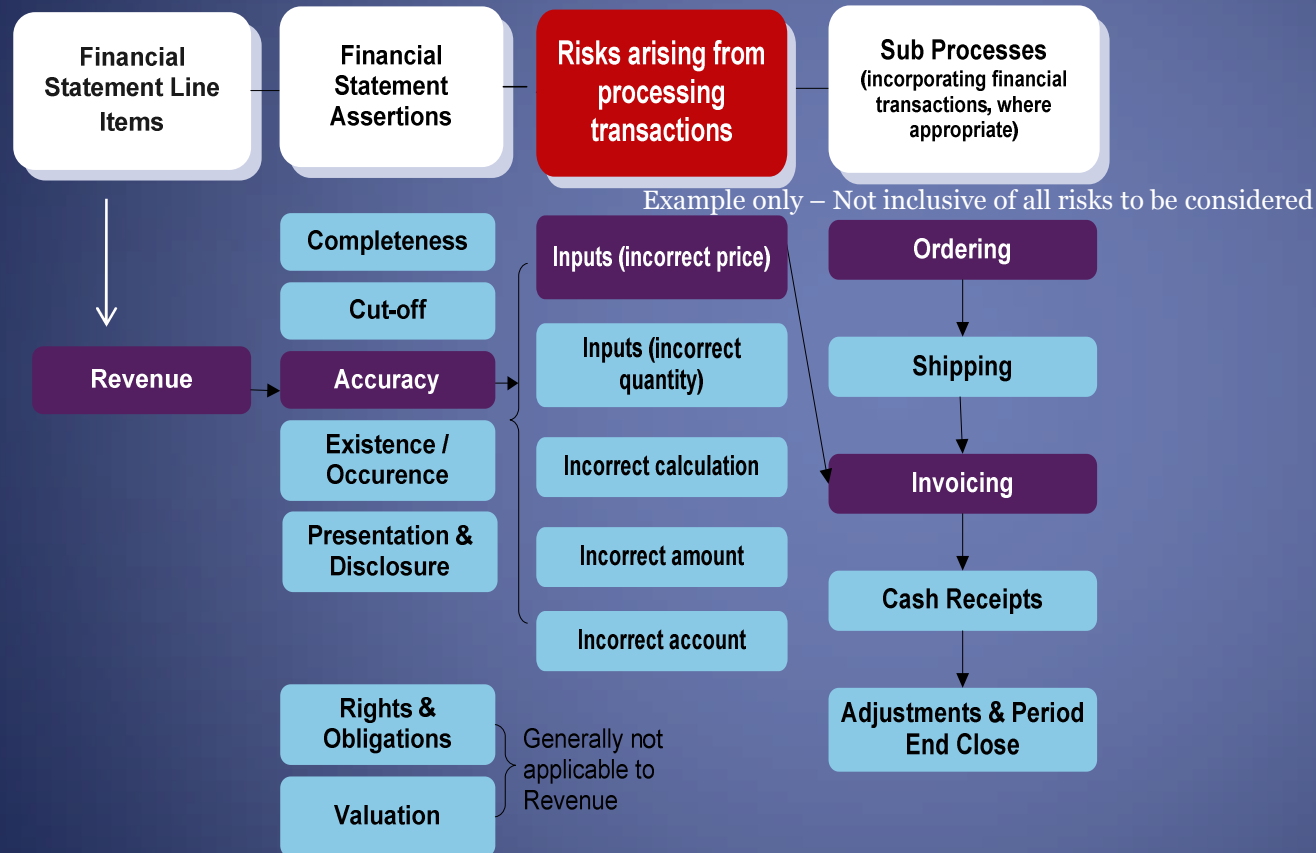 Financial
Statement Line
Items
Financial
Statement
Assertions
Risks arising from
processing
transactions
Sub Processes
(incorporating financial
transactions, where
appropriate)
Example only – Not inclusive of all risks to be considered
Revenue
Completeness
Cut-off
Accuracy
Existence /
Occurence
Presentation &
Disclosure
Rights &
Obligations
Valuation
Generally not
applicable to
Revenue
Inputs (incorrect price)
Inputs (incorrect
quantity)
Incorrect calculation
Incorrect amount
Incorrect account
Ordering
Shipping
Invoicing
Cash Receipts
Adjustments & Period
End Close